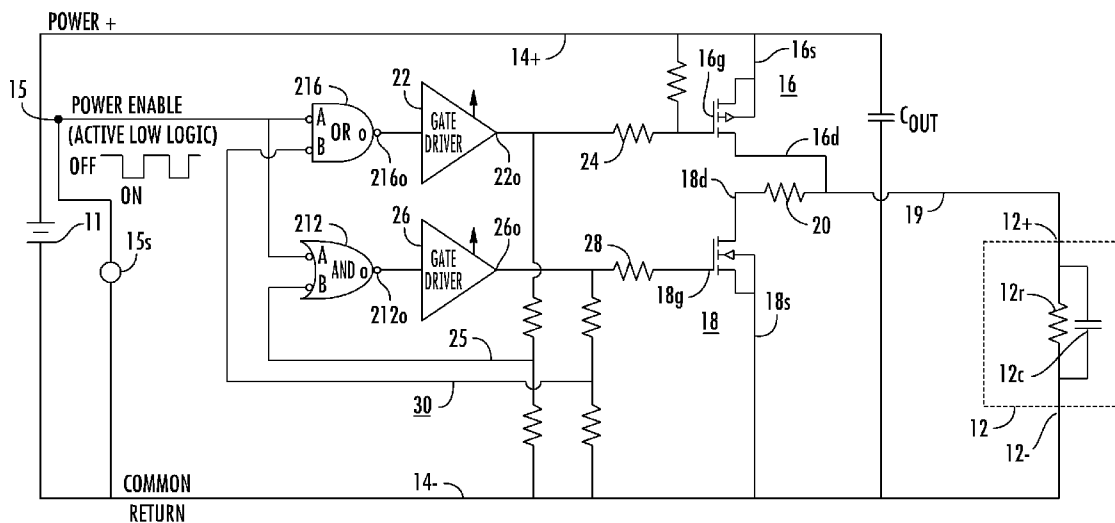 POWER +
14+
16s
16g
16
15
POWER ENABLE
(ACTIVE LOW LOGIC)
OFF
ON
216
A
B
OR o
216o
22
GATE
DRIVER
22o
24
16d
COUT
18d
20
19
12+
11
15s
212
A
B
AND o
212o
26
GATE
DRIVER
26o
28
18g
18
18s
12r
12c
25
30
12
12-
COMMON
RETURN
14-